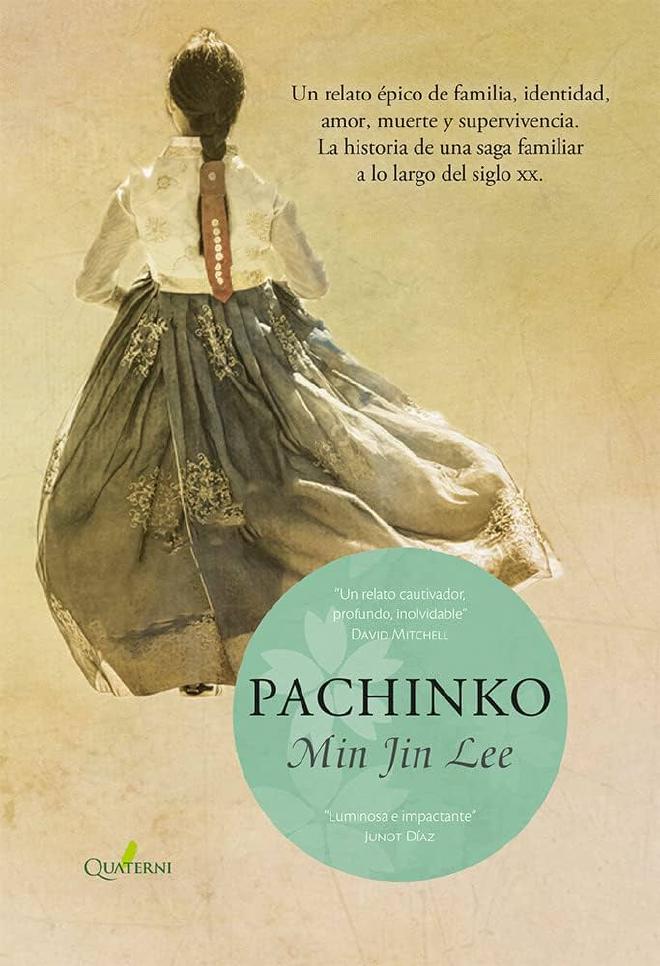 Un relato épico de familia, identidad,
amor, muerte y supervivencia.
La historia de una saga familiar
a lo largo del siglo XX.
"Un relato cautivador,
profundo, inolvidable"
DAVID MITCHELL
PACHINKO
Min Jin Lee
"Luminosa e impactante"
JUNOT DÍAZ
QUATERNI